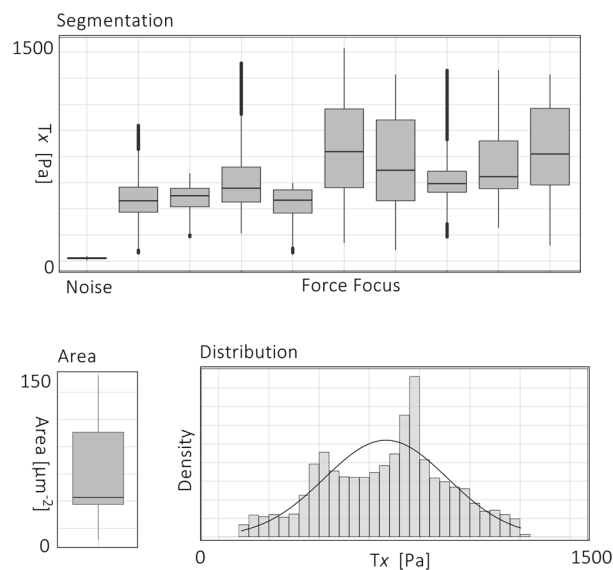 Segmentation
1500
Tx [Pa]
0
Noise
Force Focus
Area
150
Area [µm⁻²]
0
Distribution
Density
0
Tx [Pa]
1500